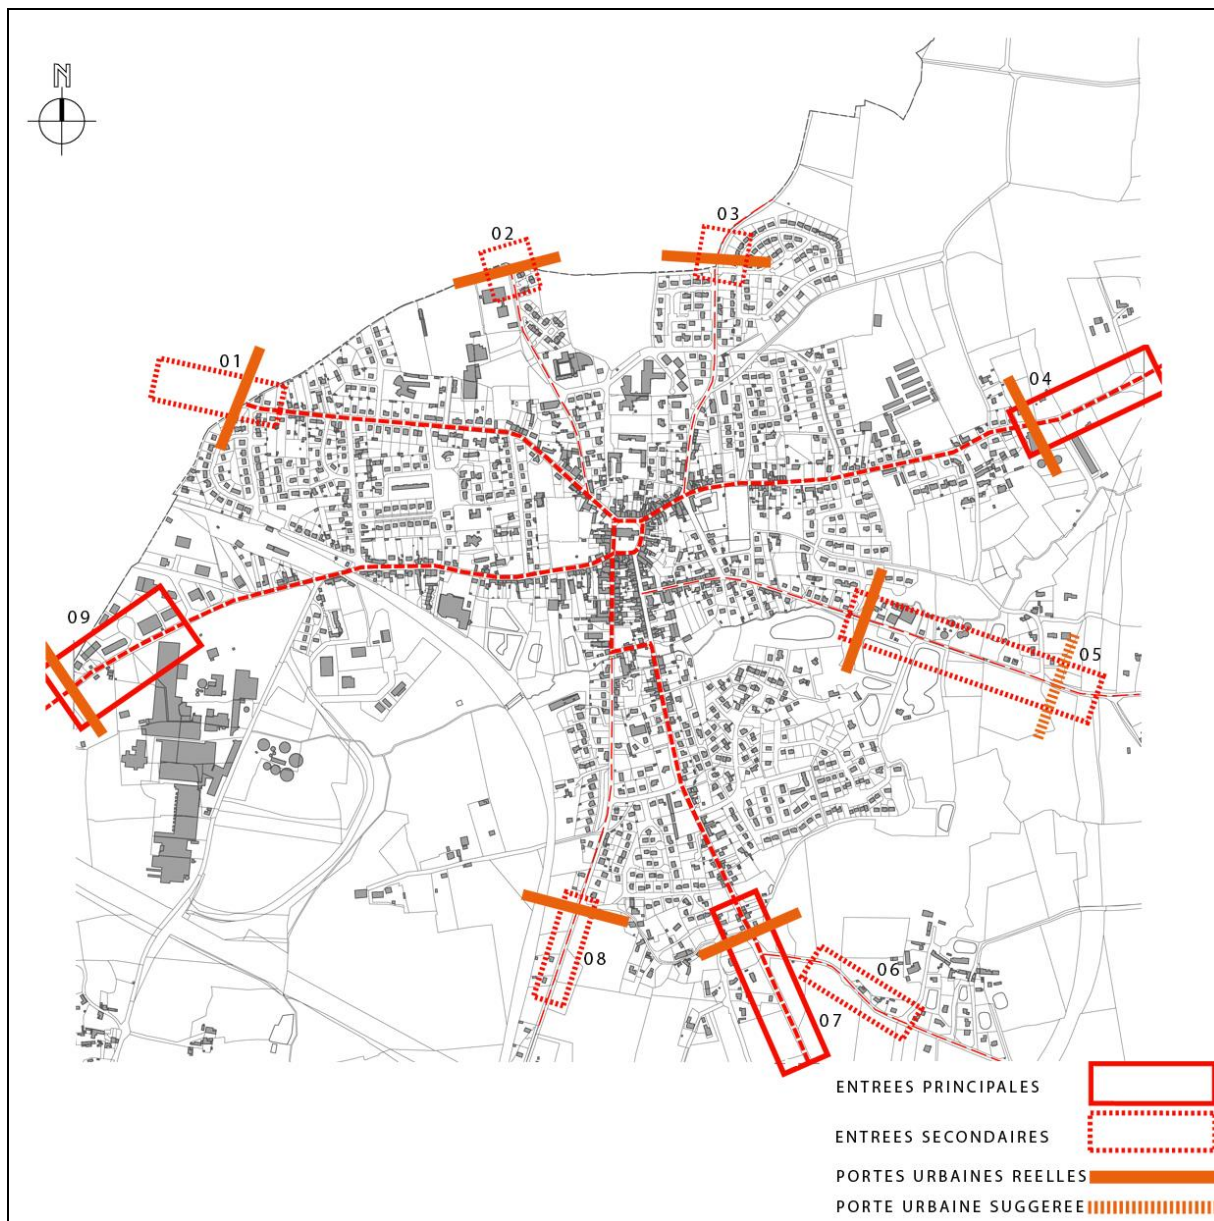 N
02
03
01
04
09
05
06
08
07
ENTREES PRINCIPALES
ENTREES SECONDAIRES
PORTES URBAINES REELLES
PORTE URBAINE SUGGEREE